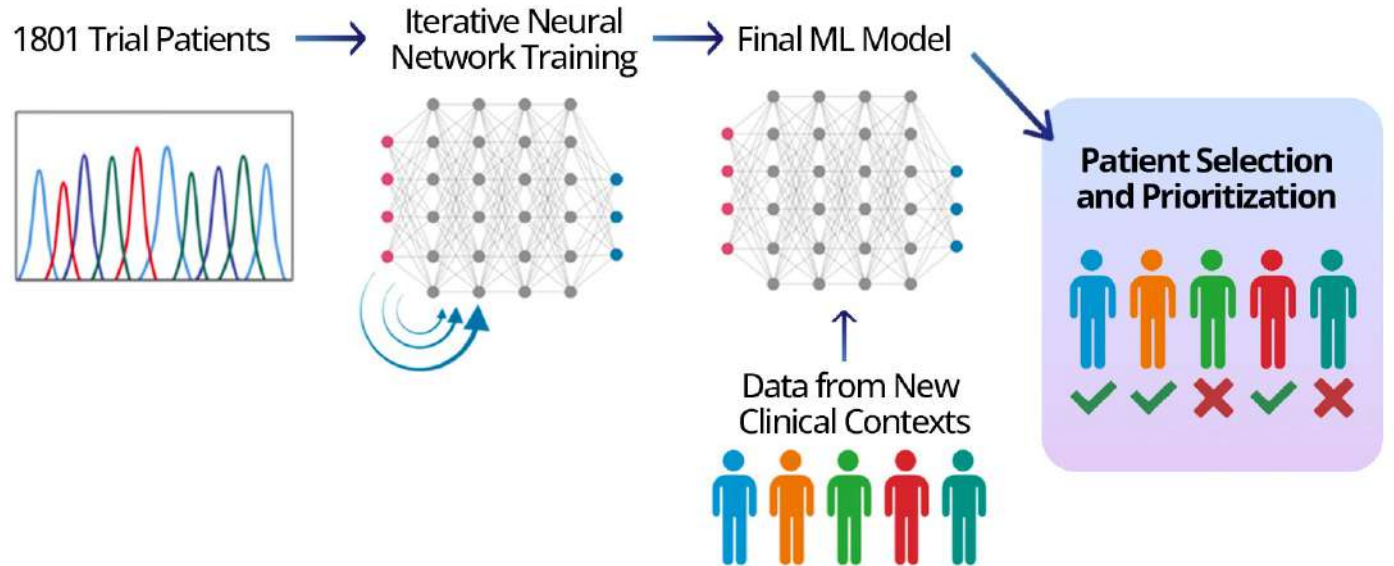 1801 Trial Patients
Iterative Neural
Network Training
Final ML Model
Patient Selection
and Prioritization
Data from New
Clinical Contexts